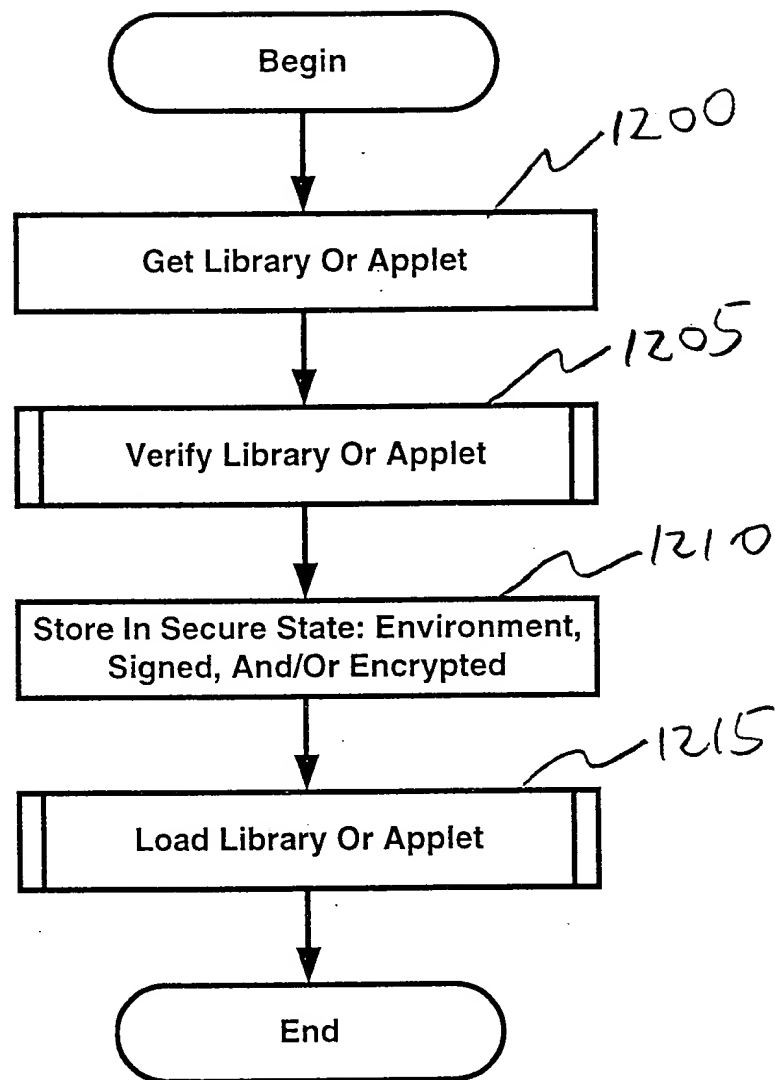 Begin
1200
Get Library Or Applet
1205
Verify Library Or Applet
1210
Store In Secure State: Environment,
Signed, And/Or Encrypted
1215
Load Library Or Applet
End